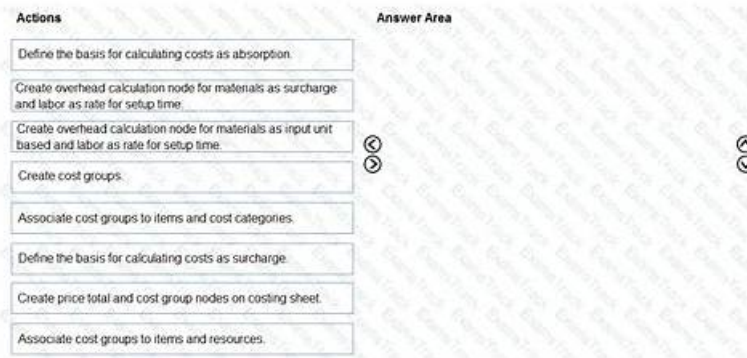 Actions
Answer Area
Define the basis for calculating costs as absorption.
Create overhead calculation node for materials as surcharge
and labor as rate for setup time.
Create overhead calculation node for materials as input unit
based and labor as rate for setup time.
Create cost groups.
Associate cost groups to items and cost categories.
Define the basis for calculating costs as surcharge.
Create price total and cost group nodes on costing sheet.
Associate cost groups to items and resources.